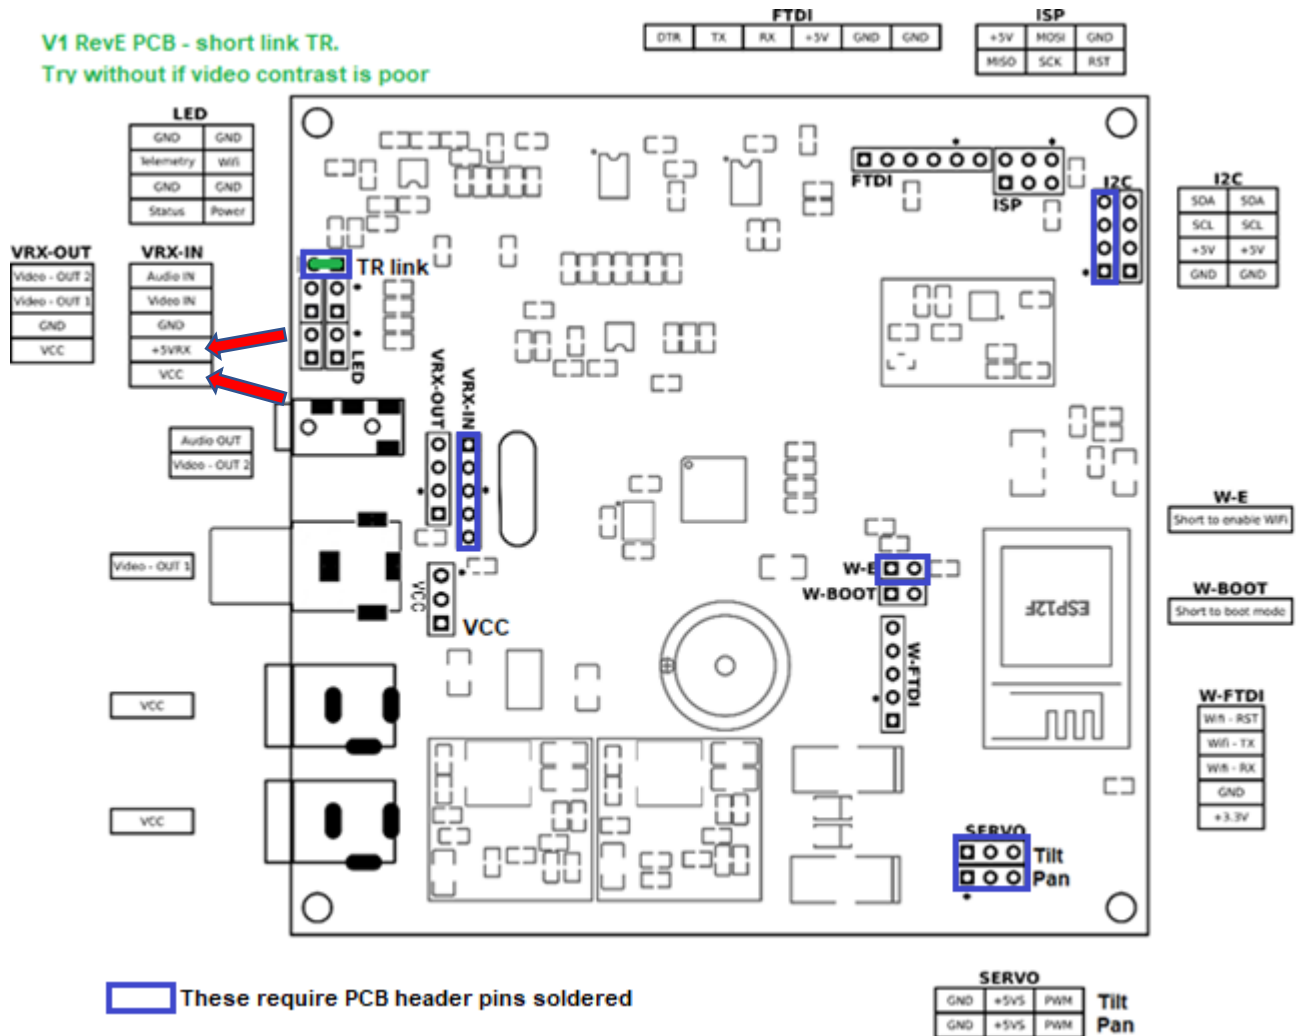 V1 RevE PCB - short link TR.
Try without if video contrast is poor
FTDI
DTR TX RX +5V GND GND
ISP
+5V MOSI GND
MISO SCK RST
LED
GND GND
Telemetry Wifi
GND GND
Status Power
VRX-OUT
Video - OUT 2
Video - OUT 1
GND
VCC
VRX-IN
Audio IN
Video IN
GND
+5VRX
VCC
Audio OUT
Video - OUT 2
Video - OUT 1
VCC
VCC
TR link
LED
VRX-OUT
VRX-IN
VCC
VCC
FTDI
ISP
I2C
I2C
SDA SDA
SCL SCL
+5V +5V
GND GND
W-E
W-BOOT
W-FTDI
ESP12F
W-E
Short to enable WiFi
W-BOOT
Short to boot mode
W-FTDI
Wifi - RST
Wifi - TX
Wifi - RX
GND
+3.3V
SERVO
Tilt
Pan
These require PCB header pins soldered
SERVO
GND +5VS PWM Tilt
GND +5VS PWM Pan